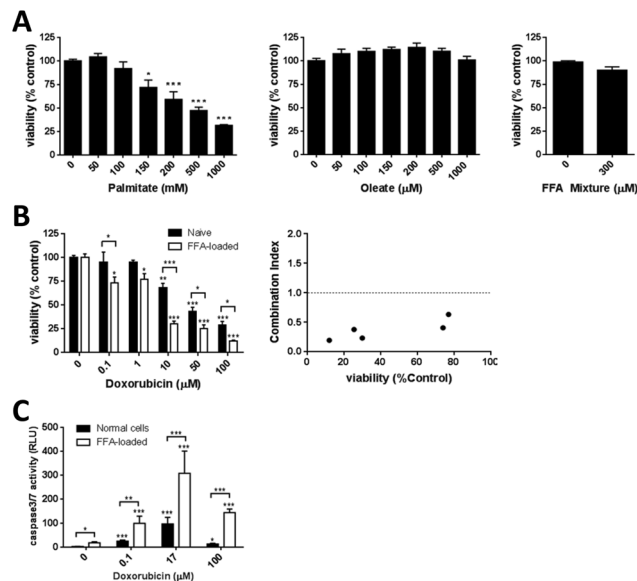 A
viability (% control)
125
100
75
50
25
0
* *** *** ***
0 50 100 150 200 500 1000
Palmitate (mM)
viability (% control)
125
100
75
50
25
0
0 50 100 150 200 500 1000
Oleate (μM)
viability (% control)
125
100
75
50
25
0
0 300
FFA Mixture (μM)
B
Naive
FFA-loaded
viability (% control)
125
100
75
50
25
0
* *** * *
* * ** *** *** *** *** ***
0 0.1 1 10 50 100
Doxorubicin (μM)
Combination Index
2.0
1.5
1.0
0.5
0.0
0 20 40 60 80 100
viability (%Control)
C
Normal cells
FFA-loaded
caspase3/7 activity (RLU)
500
400
300
200
100
0
* ** *** ***
*** *** *** *** * ***
0 0.1 17 100
Doxorubicin (μM)